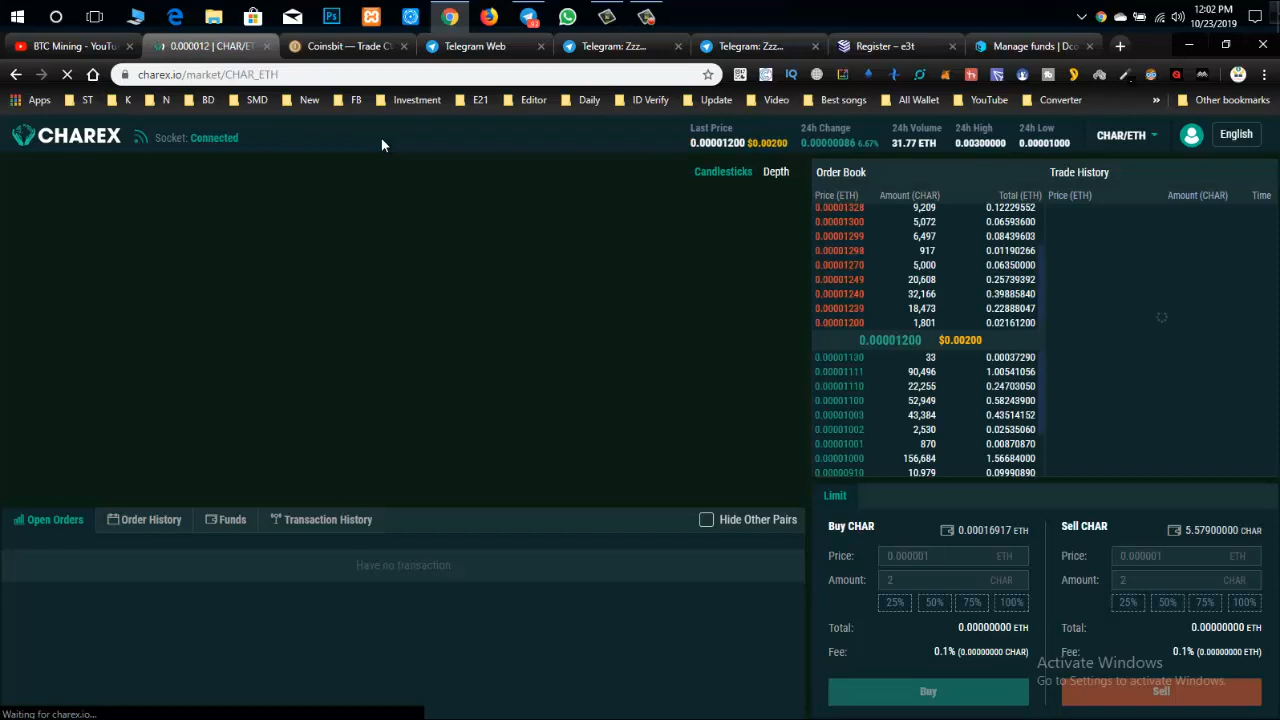 12:02 PM
10/23/2019
BTC Mining - YouTu
0.000012 | CHAR/E
Coinsbit — Trade C
Telegram Web
Telegram: Zzz...
Telegram: Zzz...
Register – e3t
Manage funds | Dco
charex.io/market/CHAR_ETH
Apps ST K N BD SMD New FB Investment E21 Editor Daily ID Verify Update Video Best songs All Wallet YouTube Converter » Other bookmarks
CHAREX Socket: Connected
Last Price 24h Change 24h Volume 24h High 24h Low
0.00001200 $0.00200 0.00000086 6.67% 31.77 ETH 0.00300000 0.00001000
CHAR/ETH English
Candlesticks Depth
Order Book Trade History
Price (ETH) Amount (CHAR) Total (ETH) Price (ETH) Amount (CHAR) Time
0.00001328 9,209 0.12229552
0.00001300 5,072 0.06593600
0.00001299 6,497 0.08439603
0.00001298 917 0.01190266
0.00001270 5,000 0.06350000
0.00001249 20,608 0.25739392
0.00001240 32,166 0.39885840
0.00001239 18,473 0.22888047
0.00001200 1,801 0.02161200
0.00001200 $0.00200
0.00001130 33 0.00037290
0.00001111 90,496 1.00541056
0.00001110 22,255 0.24703050
0.00001100 52,949 0.58243900
0.00001003 43,384 0.43514152
0.00001002 2,530 0.02535060
0.00001001 870 0.00870870
0.00001000 156,684 1.56684000
0.00000910 10,979 0.09990890
Open Orders Order History Funds Transaction History Hide Other Pairs
Have no transaction
Limit
Buy CHAR 0.00016917 ETH
Price: 0.000001 ETH
Amount: 2 CHAR
25% 50% 75% 100%
Total: 0.00000000 ETH
Fee: 0.1% (0.00000000 CHAR)
Buy
Sell CHAR 5.57900000 CHAR
Price: 0.000001 ETH
Amount: 2 CHAR
25% 50% 75% 100%
Total: 0.00000000 ETH
Fee: 0.1% (0.00000000 ETH)
Sell
Activate Windows
Go to Settings to activate Windows.
Waiting for charex.io...